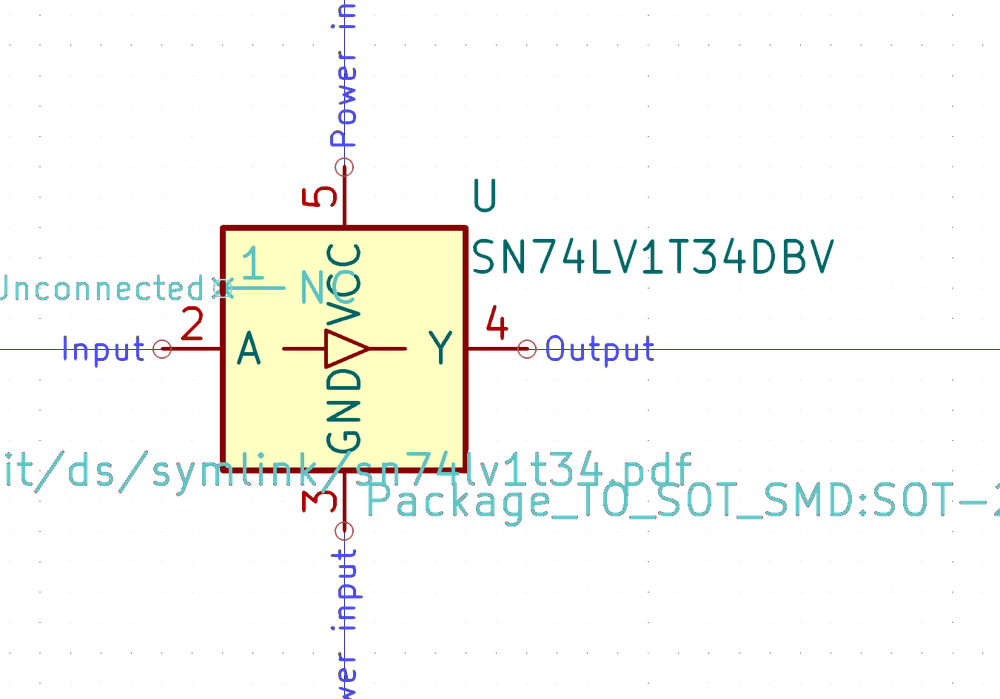 Power in
5
U
SN74LV1T34DBV
1
NC
VCC
Unconnected
2
4
Input
A
Y
Output
GND
it/ds/symlink/sn74lv1t34.pdf
3
Package_TO_SOT_SMD:SOT-2
wer input